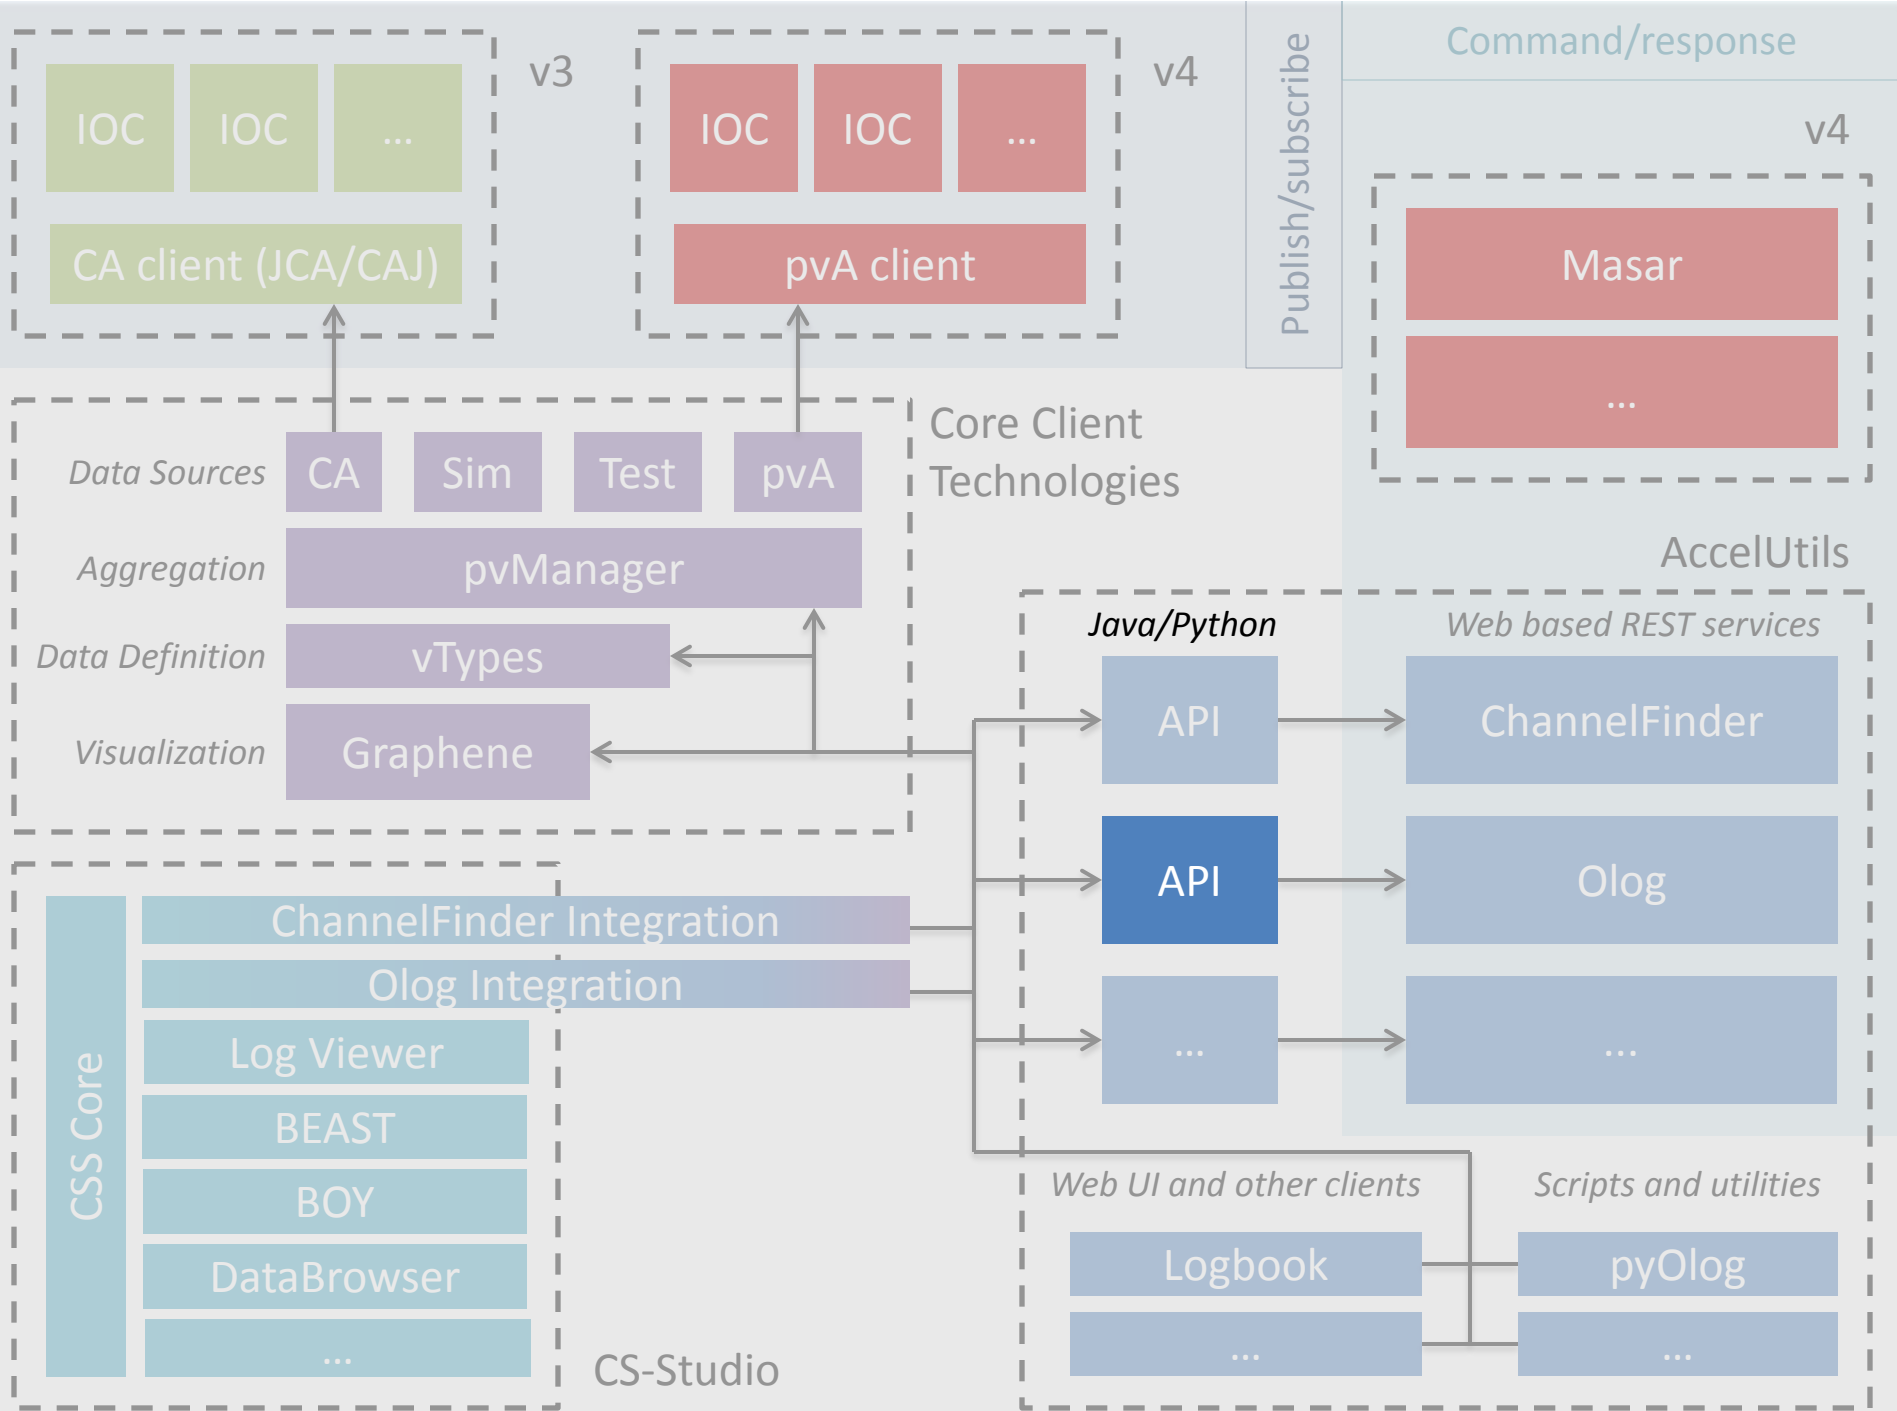 v3
IOC
IOC
...
CA client (JCA/CAJ)
v4
IOC
IOC
...
pvA client
Publish/subscribe
Command/response
v4
Masar
...
Core Client
Technologies
Data Sources
CA
Sim
Test
pvA
Aggregation
pvManager
Data Definition
vTypes
Visualization
Graphene
AccelUtils
Java/Python
Web based REST services
API
ChannelFinder
API
Olog
...
...
Web UI and other clients
Scripts and utilities
Logbook
pyOlog
...
...
CSS Core
ChannelFinder Integration
Olog Integration
Log Viewer
BEAST
BOY
DataBrowser
...
CS-Studio